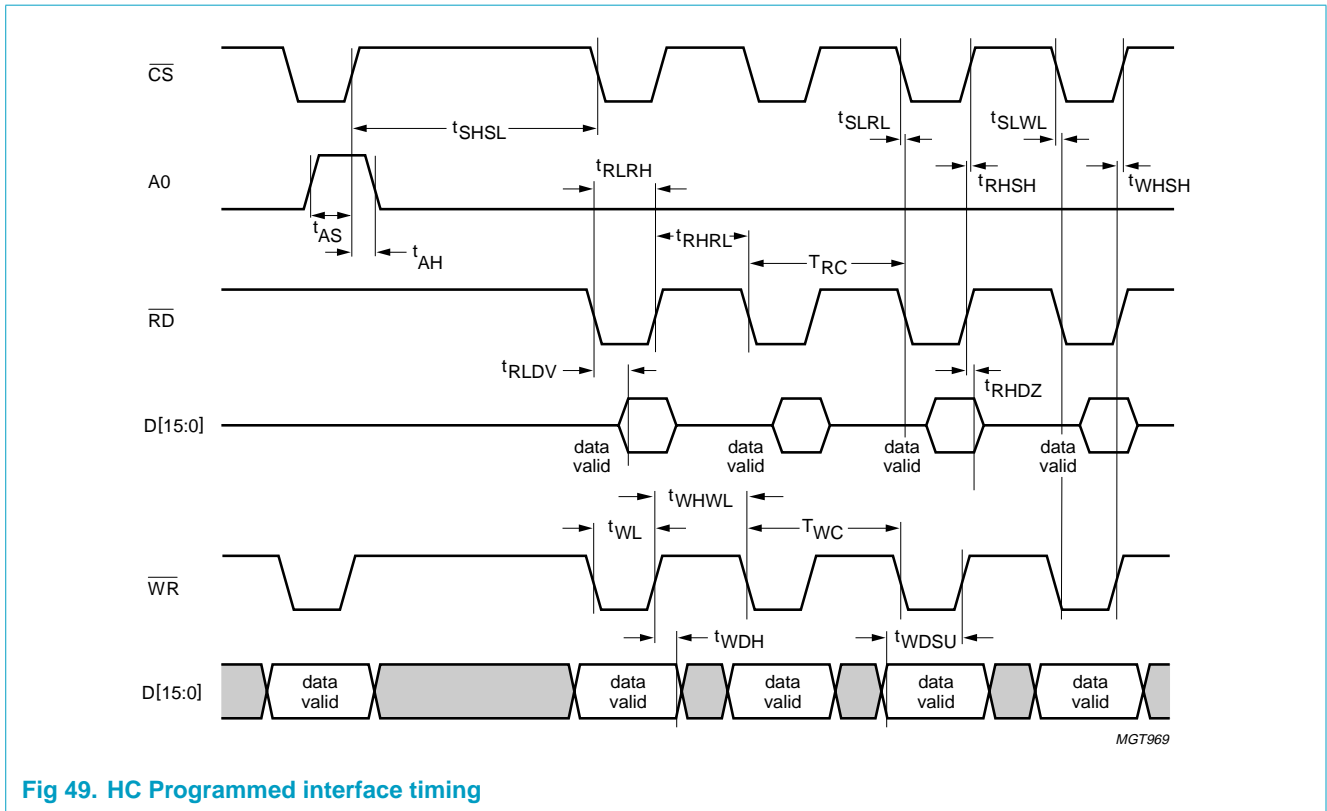 CS
tSHSL
tSLRL
tSLWL
A0
tRLRH
tRHSH
tWHSH
tAS
tAH
tRHRL
TRC
RD
tRLDV
tRHDZ
D[15:0]
data valid
data valid
data valid
data valid
tWHWL
tWL
TWC
WR
tWDH
tWDSU
D[15:0]
data valid
data valid
data valid
data valid
data valid
MGT969
Fig 49. HC Programmed interface timing